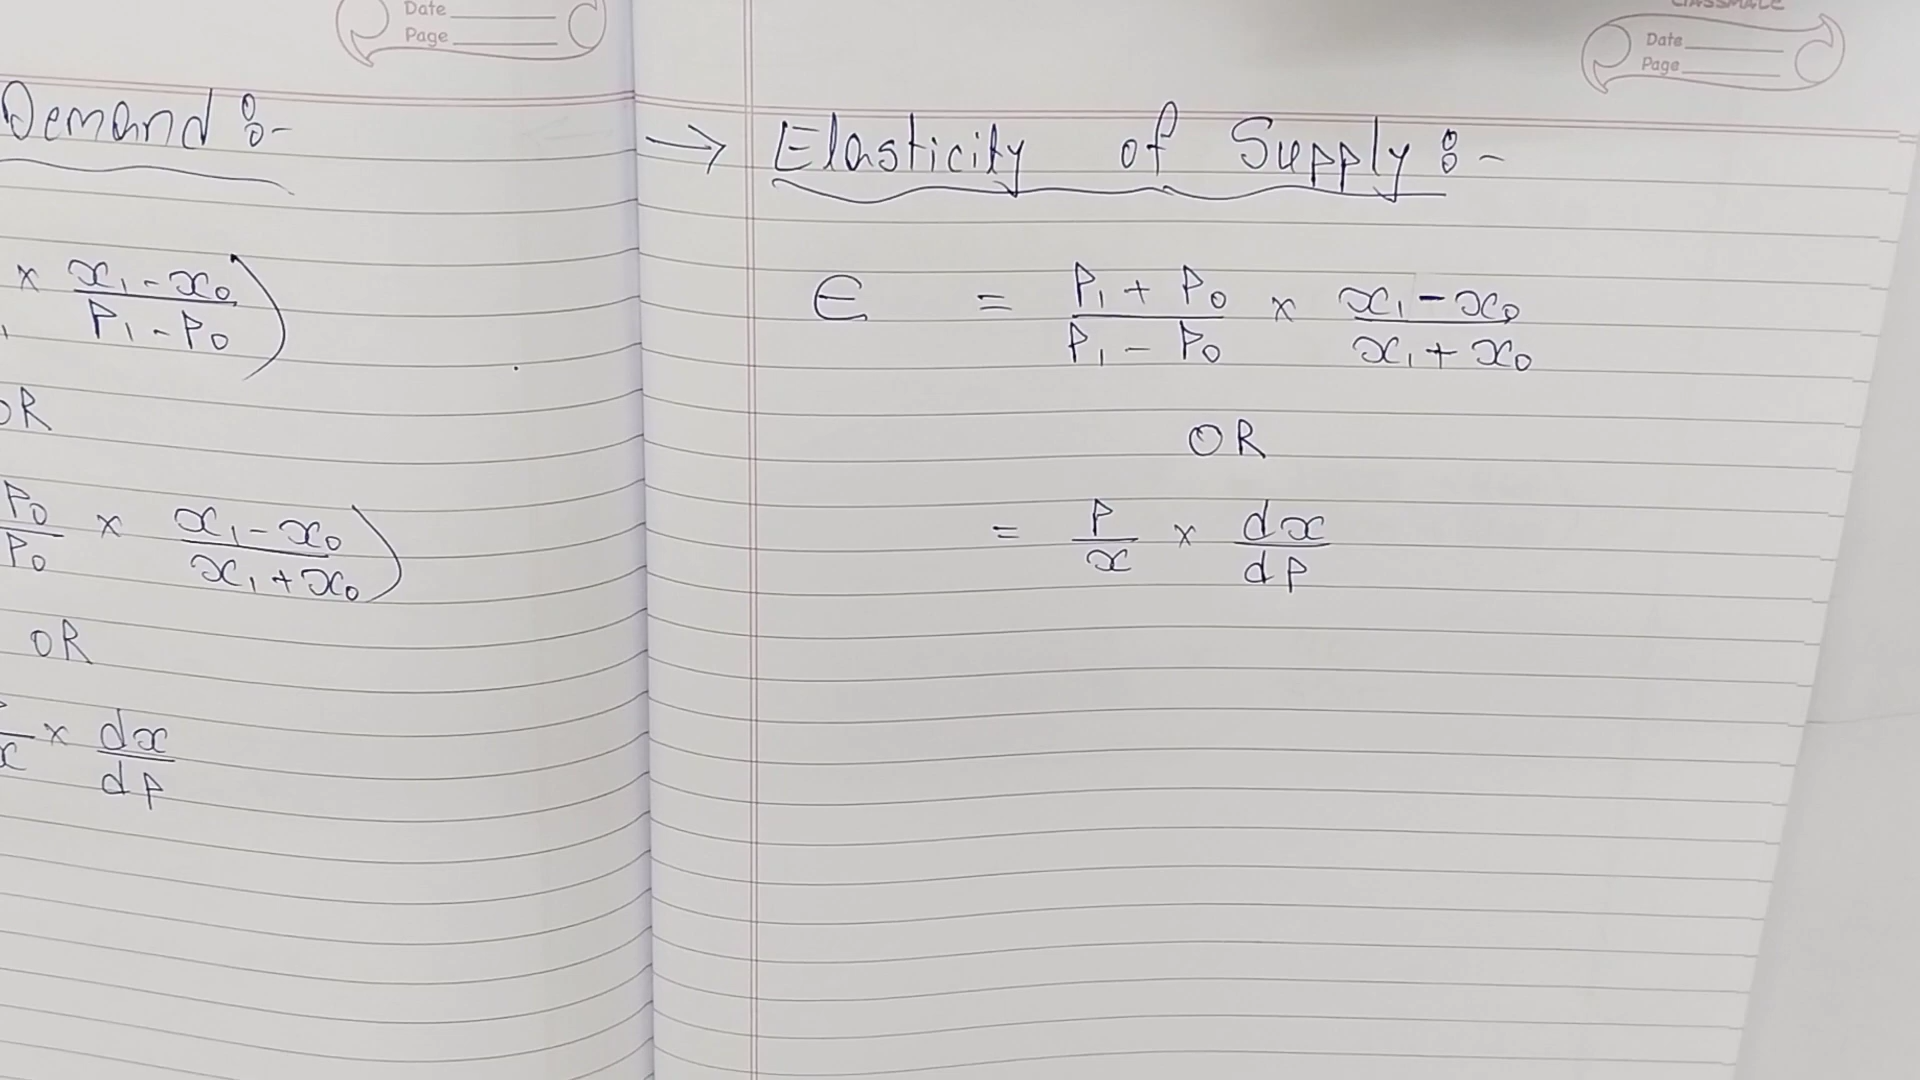 Date
Page
Demand :-
× x₁ - x₀
P₁ - P₀ )
OR
P₀ × x₁ - x₀
P₀ x₁ + x₀ )
OR
× dx
x dp
CLASSMATE
Date
Page
→ Elasticity of Supply :-
∈ = P₁ + P₀ × x₁ - x₀
P₁ - P₀ x₁ + x₀
OR
= P × dx
x dp